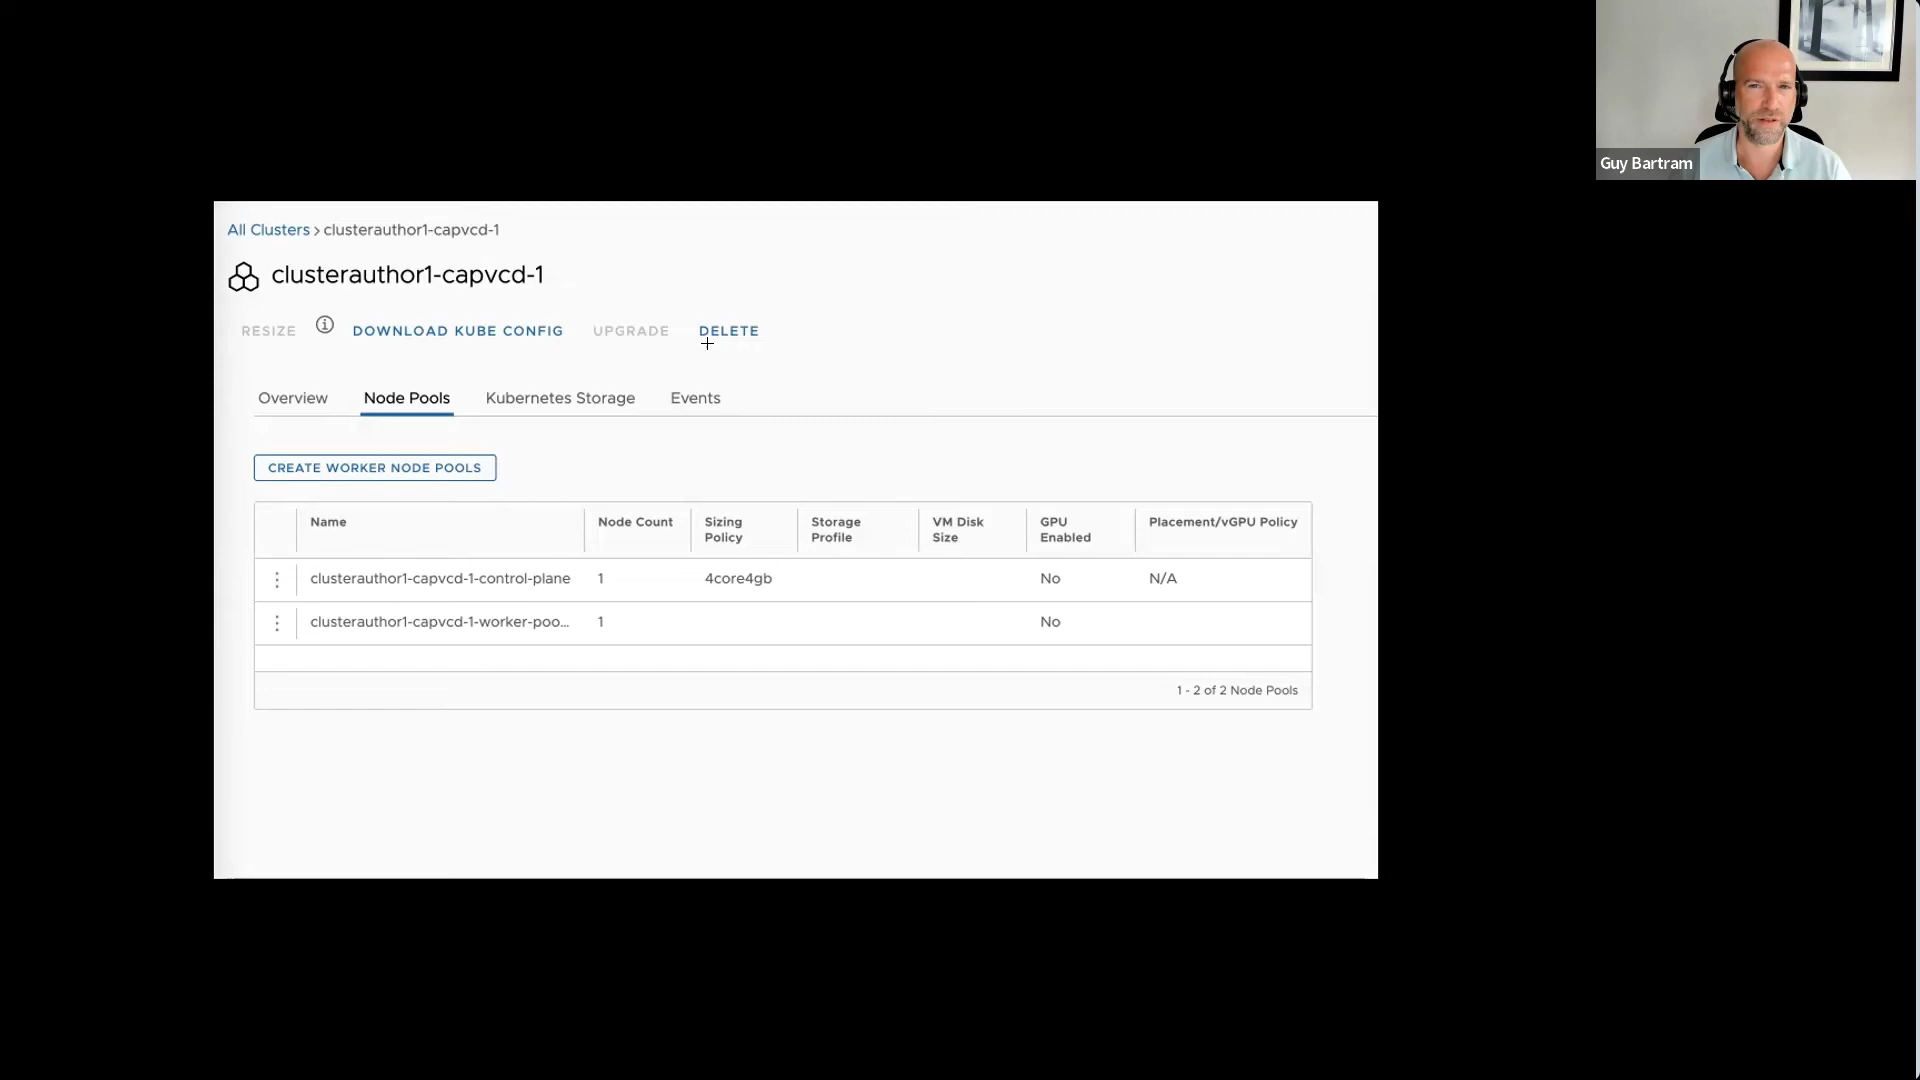 Guy Bartram
All Clusters > clusterauthor1-capvcd-1
clusterauthor1-capvcd-1
RESIZE DOWNLOAD KUBE CONFIG UPGRADE DELETE
Overview Node Pools Kubernetes Storage Events
CREATE WORKER NODE POOLS
Name Node Count Sizing Policy Storage Profile VM Disk Size GPU Enabled Placement/vGPU Policy
clusterauthor1-capvcd-1-control-plane 1 4core4gb No N/A
clusterauthor1-capvcd-1-worker-poo... 1 No
1 - 2 of 2 Node Pools